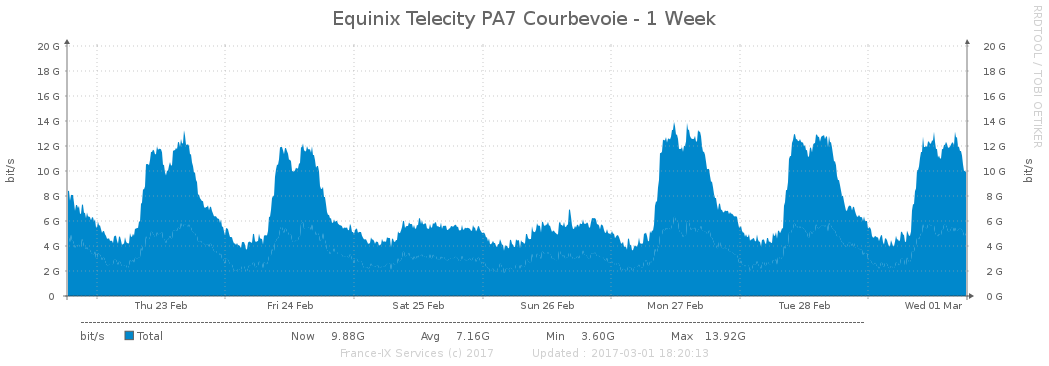 Equinix Telecity PA7 Courbevoie - 1 Week
RRDTOOL / TOBI OETIKER
bit/s
20 G 20 G
18 G 18 G
16 G 16 G
14 G 14 G
12 G 12 G
10 G 10 G
8 G 8 G
6 G 6 G
4 G 4 G
2 G 2 G
0 0 G
bit/s
Thu 23 Feb Fri 24 Feb Sat 25 Feb Sun 26 Feb Mon 27 Feb Tue 28 Feb Wed 01 Mar
bit/s Total Now 9.88G Avg 7.16G Min 3.60G Max 13.92G
France-IX Services (c) 2017 Updated : 2017-03-01 18:20:13